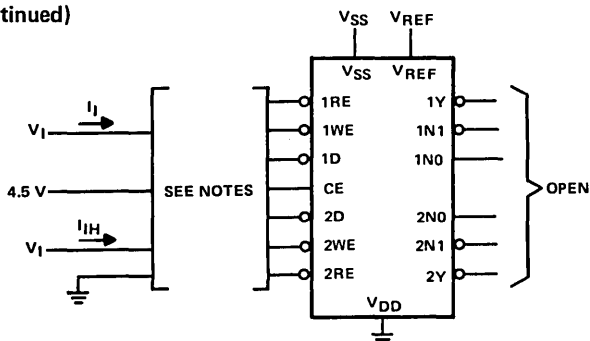 tinued)
VSS VREF
VSS VREF
II
VI
4.5 V
IIH
VI
SEE NOTES
1RE
1WE
1D
CE
2D
2WE
2RE
1Y
1N1
1N0
2N0
2N1
2Y
VDD
OPEN